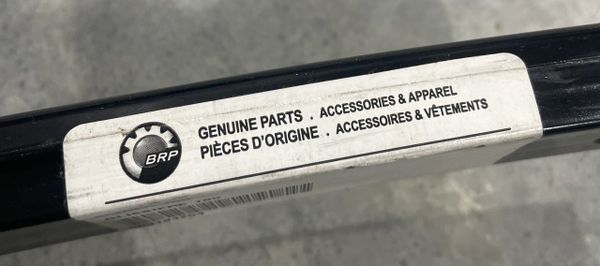 BRP
GENUINE PARTS . ACCESSORIES & APPAREL
PIÈCES D'ORIGINE . ACCESSOIRES & VÊTEMENTS